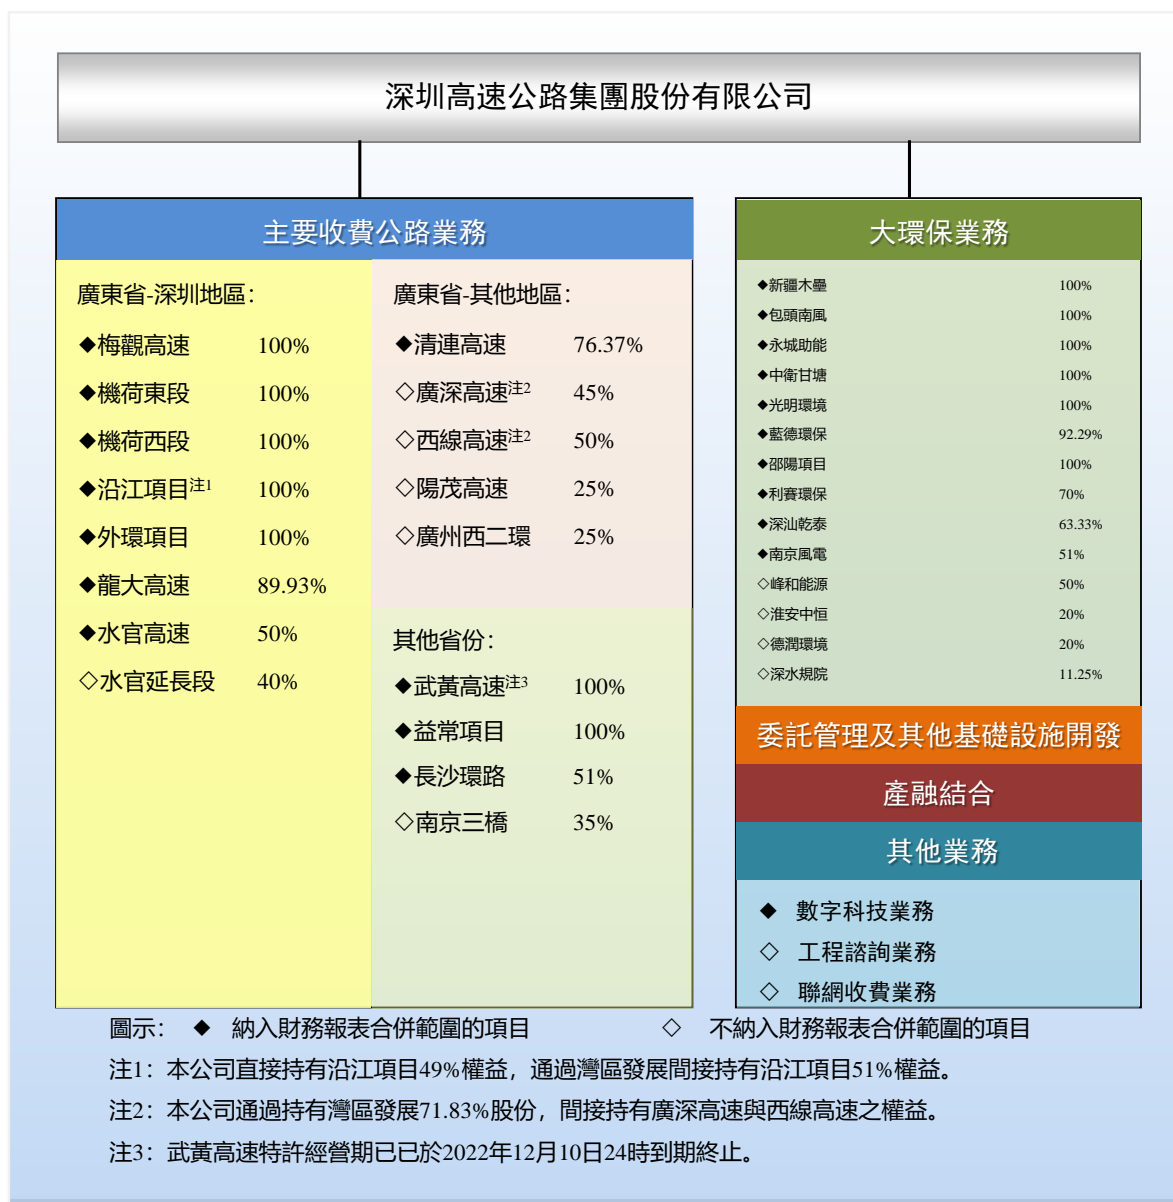 深圳高速公路集團股份有限公司
主要收費公路業務
廣東省-深圳地區：
◆梅觀高速 100%
◆機荷東段 100%
◆機荷西段 100%
◆沿江項目注1 100%
◆外環項目 100%
◆龍大高速 89.93%
◆水官高速 50%
◇水官延長段 40%
廣東省-其他地區：
◆清連高速 76.37%
◇廣深高速注2 45%
◇西線高速注2 50%
◇陽茂高速 25%
◇廣州西二環 25%
其他省份：
◆武黃高速注3 100%
◆益常項目 100%
◆長沙環路 51%
◇南京三橋 35%
大環保業務
◆新疆木壘 100%
◆包頭南風 100%
◆永城助能 100%
◆中衛甘塘 100%
◆光明環境 100%
◆藍德環保 92.29%
◆邵陽項目 100%
◆利賽環保 70%
◆深汕乾泰 63.33%
◆南京風電 51%
◇峰和能源 50%
◇淮安中恒 20%
◇德潤環境 20%
◇深水規院 11.25%
委託管理及其他基礎設施開發
產融結合
其他業務
◆ 數字科技業務
◇ 工程諮詢業務
◇ 聯網收費業務
圖示： ◆ 納入財務報表合併範圍的項目 ◇ 不納入財務報表合併範圍的項目
注1：本公司直接持有沿江項目49%權益，通過灣區發展間接持有沿江項目51%權益。
注2：本公司通過持有灣區發展71.83%股份，間接持有廣深高速與西線高速之權益。
注3：武黃高速特許經營期已已於2022年12月10日24時到期終止。